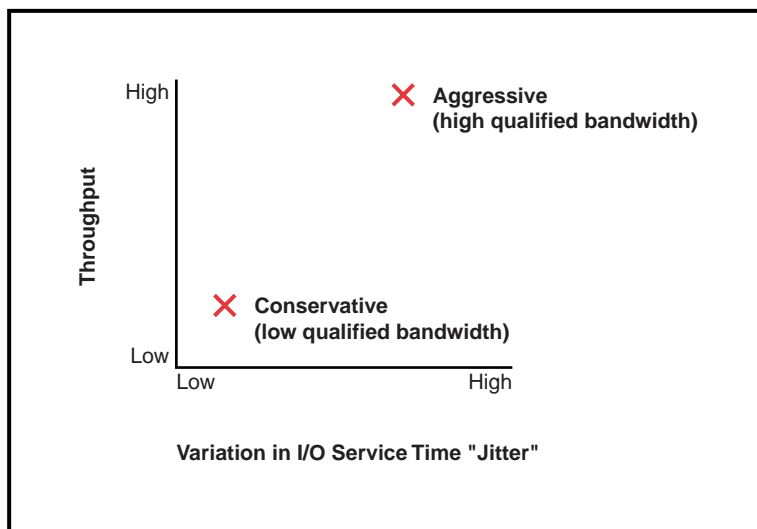 High
Aggressive
(high qualified bandwidth)
Throughput
Conservative
(low qualified bandwidth)
Low
Low
High
Variation in I/O Service Time "Jitter"